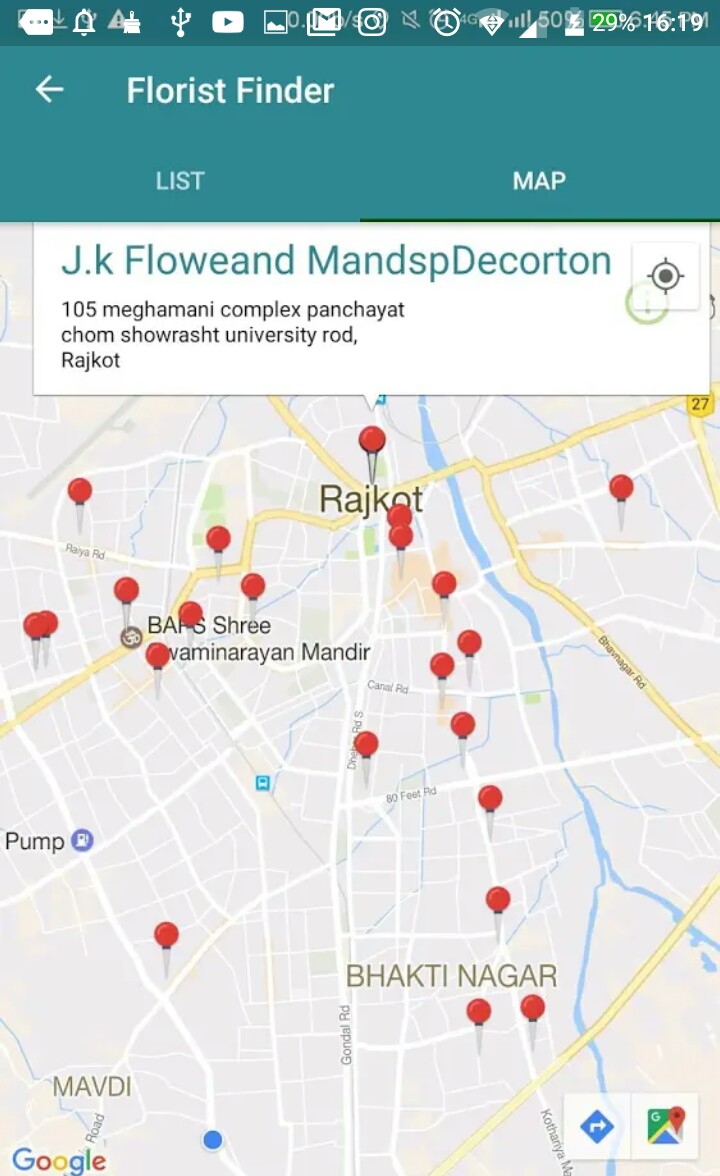 29% 16:19
Florist Finder
LIST
MAP
J.k Floweand MandspDecorton
105 meghamani complex panchayat
chom showrasht university rod,
Rajkot
27
Rajkot
Raiya Rd
BAPS Shree
Swaminarayan Mandir
Bhavnagar Rd
Canal Rd
Dhebar Rd S
80 Feet Rd
Pump
BHAKTI NAGAR
Gondal Rd
MAVDI
Road
Kothariya Ma
Google